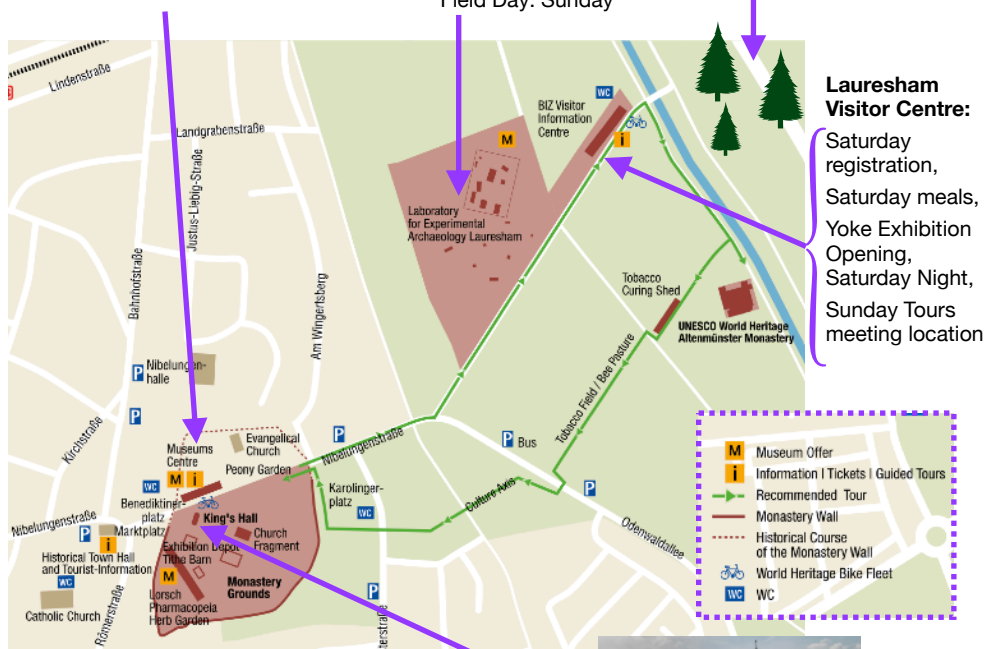 Field Day: Sunday
Lindenstraße
Landgrabenstraße
Justus-Liebig-Straße
Bahnhofstraße
Am Wingertsberg
Kirchstraße
WC
BIZ Visitor
Information
Centre
M
i
Laboratory
for Experimental
Archaeology Lauresham
Lauresham
Visitor Centre:
Saturday
registration,
Saturday meals,
Yoke Exhibition
Opening,
Saturday Night,
Sunday Tours
meeting location
Tobacco
Curing Shed
UNESCO World Heritage
Altenmünster Monastery
Tobacco Field / Bee Pasture
P
Nibelungen-
halle
P
Museums
Centre
M i
Evangelical
Church
Peony Garden
P
Nibelungenstraße
P Bus
P
Culture Axis
Odenwaldallee
Karolinger-
platz
WC
WC
Benediktiner-
platz
Nibelungenstraße
Marktplatz
P
i
Historical Town Hall
and Tourist-Information
WC
Catholic Church
Römerstraße
King's Hall
Church
Fragment
Exhibition Depot
Tithe Barn
M
Monastery
Grounds
Lorsch
Pharmacopeia
Herb Garden
P
terstraße
M Museum Offer
i Information | Tickets | Guided Tours
Recommended Tour
Monastery Wall
Historical Course
of the Monastery Wall
World Heritage Bike Fleet
WC WC